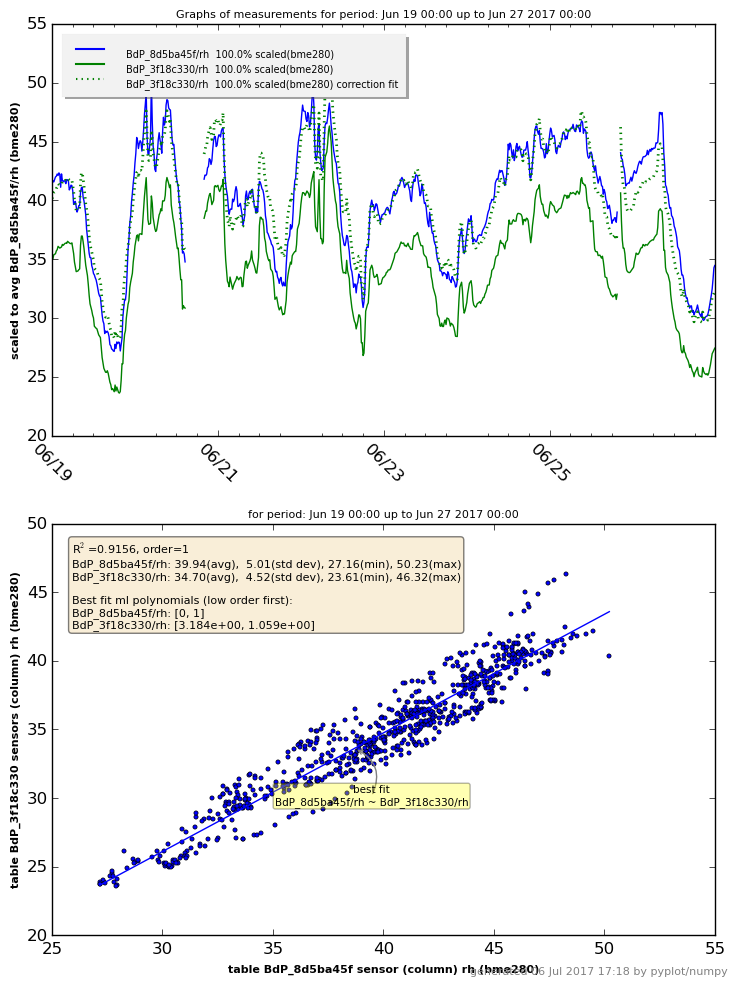 Graphs of measurements for period: Jun 19 00:00 up to Jun 27 2017 00:00
scaled to avg BdP_8d5ba45f/rh (bme280)
BdP_8d5ba45f/rh 100.0% scaled(bme280)
BdP_3f18c330/rh 100.0% scaled(bme280)
BdP_3f18c330/rh 100.0% scaled(bme280) correction fit
55
50
45
40
35
30
25
20
06/19 06/21 06/23 06/25
for period: Jun 19 00:00 up to Jun 27 2017 00:00
table BdP_3f18c330 sensors (column) rh (bme280)
R² =0.9156, order=1
BdP_8d5ba45f/rh: 39.94(avg), 5.01(std dev), 27.16(min), 50.23(max)
BdP_3f18c330/rh: 34.70(avg), 4.52(std dev), 23.61(min), 46.32(max)
Best fit ml polynomials (low order first):
BdP_8d5ba45f/rh: [0, 1]
BdP_3f18c330/rh: [3.184e+00, 1.059e+00]
50
45
40
35
30
25
20
best fit
BdP_8d5ba45f/rh ~ BdP_3f18c330/rh
25 30 35 40 45 50 55
table BdP_8d5ba45f sensor (column) rh (bme280)
generated 06 Jul 2017 17:18 by pyplot/numpy